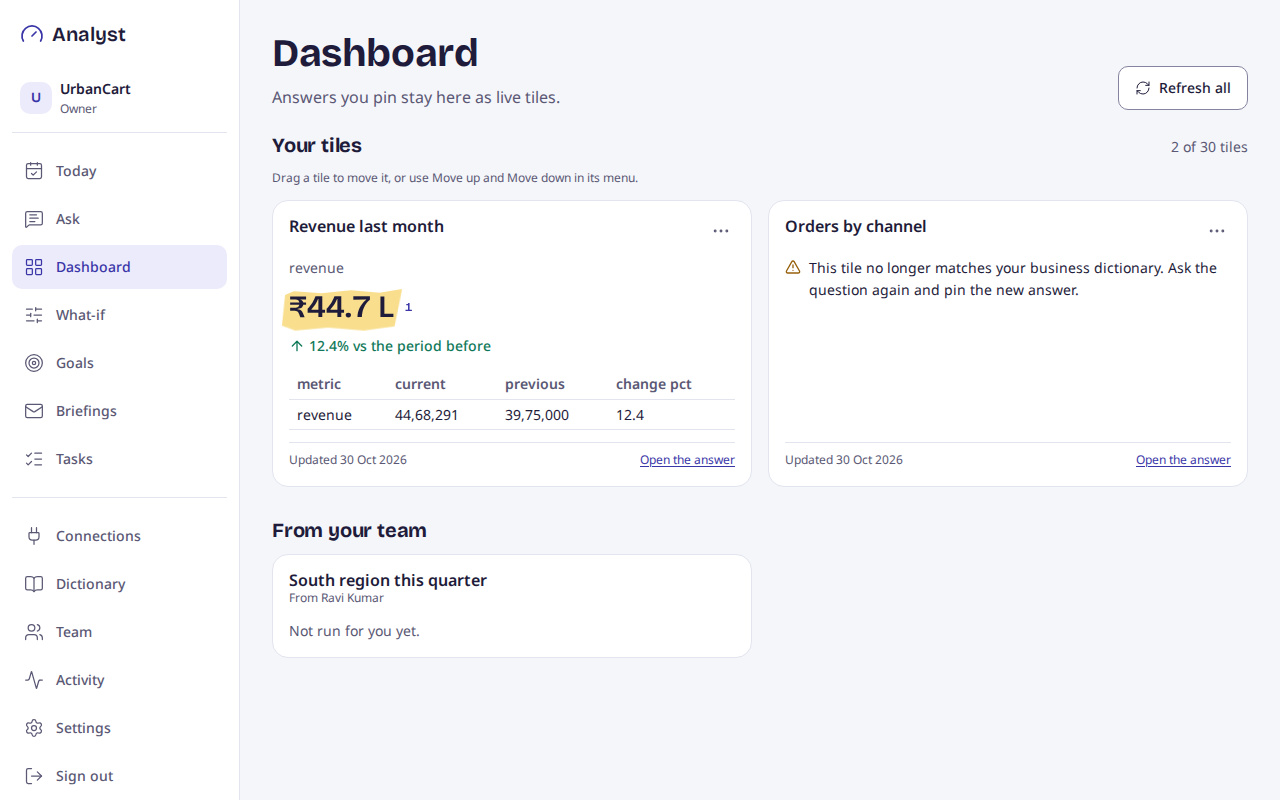 Analyst
U
UrbanCart
Owner
Today
Ask
Dashboard
What-if
Goals
Briefings
Tasks
Connections
Dictionary
Team
Activity
Settings
Sign out
Dashboard
Answers you pin stay here as live tiles.
Refresh all
Your tiles
2 of 30 tiles
Drag a tile to move it, or use Move up and Move down in its menu.
Revenue last month
revenue
₹44.7 L 1
12.4% vs the period before
metric current previous change pct
revenue 44,68,291 39,75,000 12.4
Updated 30 Oct 2026 Open the answer
Orders by channel
This tile no longer matches your business dictionary. Ask the
question again and pin the new answer.
Updated 30 Oct 2026 Open the answer
From your team
South region this quarter
From Ravi Kumar
Not run for you yet.